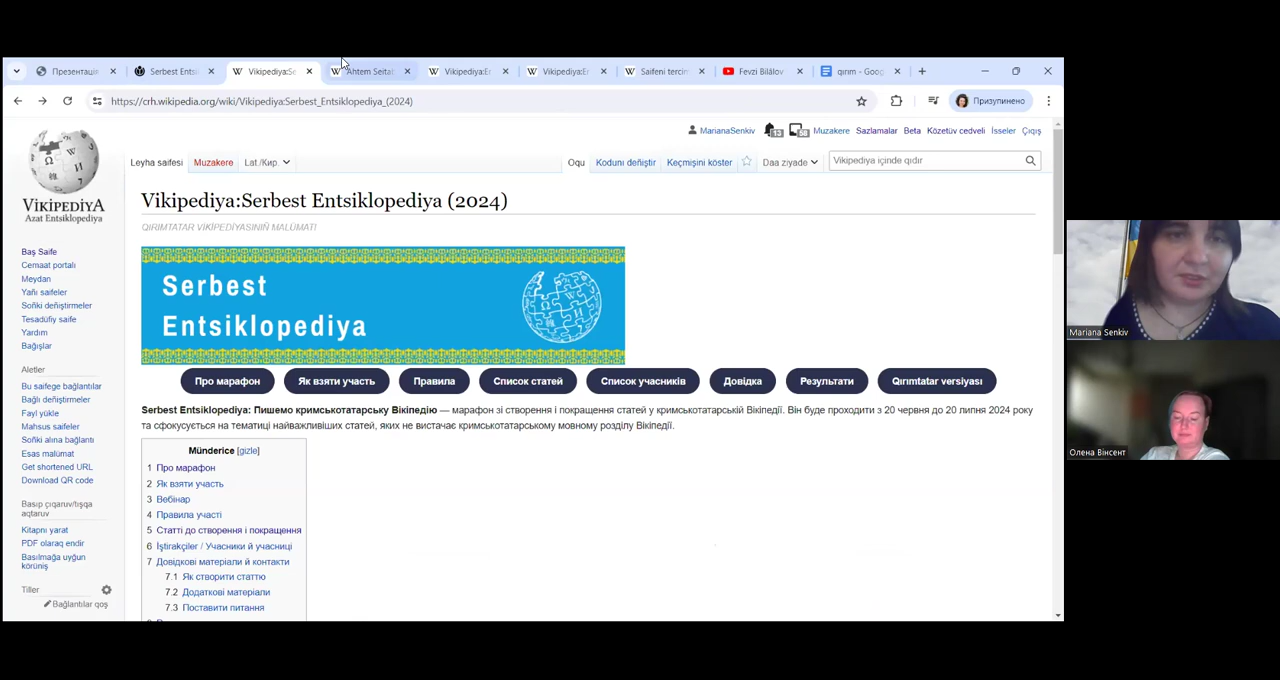 Презентація
Serbest Ents
Vikipediya:Se
Ahtem Seitab
Vikipediya:Er
Vikipediya:Er
Saifeni tercim
Fevzi Bilâlov
qırım - Goog
https://crh.wikipedia.org/wiki/Vikipediya:Serbest_Entsiklopediya_(2024)
Призупинено
MarianaSenkiv
13
58
Muzakere
Sazlamalar
Beta
Közetüv cedveli
İsseler
Çıqış
Leyha saifesi
Muzakere
Lat./Кир.
Oqu
Kodunı deñiştir
Keçmişini köster
Daa ziyade
Vikipediya içinde qıdır
VİKİPEDİYA
Azat Entsiklopediya
Vikipediya:Serbest Entsiklopediya (2024)
QIRIMTATAR VİKİPEDİYASINIÑ MALÜMATI
Serbest
Entsiklopediya
Про марафон
Як взяти участь
Правила
Список статей
Список учасників
Довідка
Результати
Qırımtatar versiyası
Serbest Entsiklopediya: Пишемо кримськотатарську Вікіпедію — марафон зі створення і покращення статей у кримськотатарській Вікіпедії. Він буде проходити з 20 червня до 20 липня 2024 року
та сфокусується на тематиці найважливіших статей, яких не вистачає кримськотатарському мовному розділу Вікіпедії.
Münderice [gizle]
1 Про марафон
2 Як взяти участь
3 Вебінар
4 Правила участі
5 Статті до створення і покращення
6 İştirakçiler / Учасники й учасниці
7 Довідкові матеріали й контакти
7.1 Як створити статтю
7.2 Додаткові матеріали
7.3 Поставити питання
Baş Saife
Cemaat portalı
Meydan
Yañı saifeler
Soñki deñiştirmeler
Tesadüfiy saife
Yardım
Bağışlar
Aletler
Bu saifege bağlantılar
Bağlı deñiştirmeler
Fayl yükle
Mahsus saifeler
Soñki alına bağlantı
Esas malümat
Get shortened URL
Download QR code
Basıp çıqaruv/tışqa
aqtaruv
Kitapnı yarat
PDF olaraq endir
Basılmağa uyğun
körüniş
Tiller
Bağlantılar qoş
Mariana Senkiv
Олена Вінсент